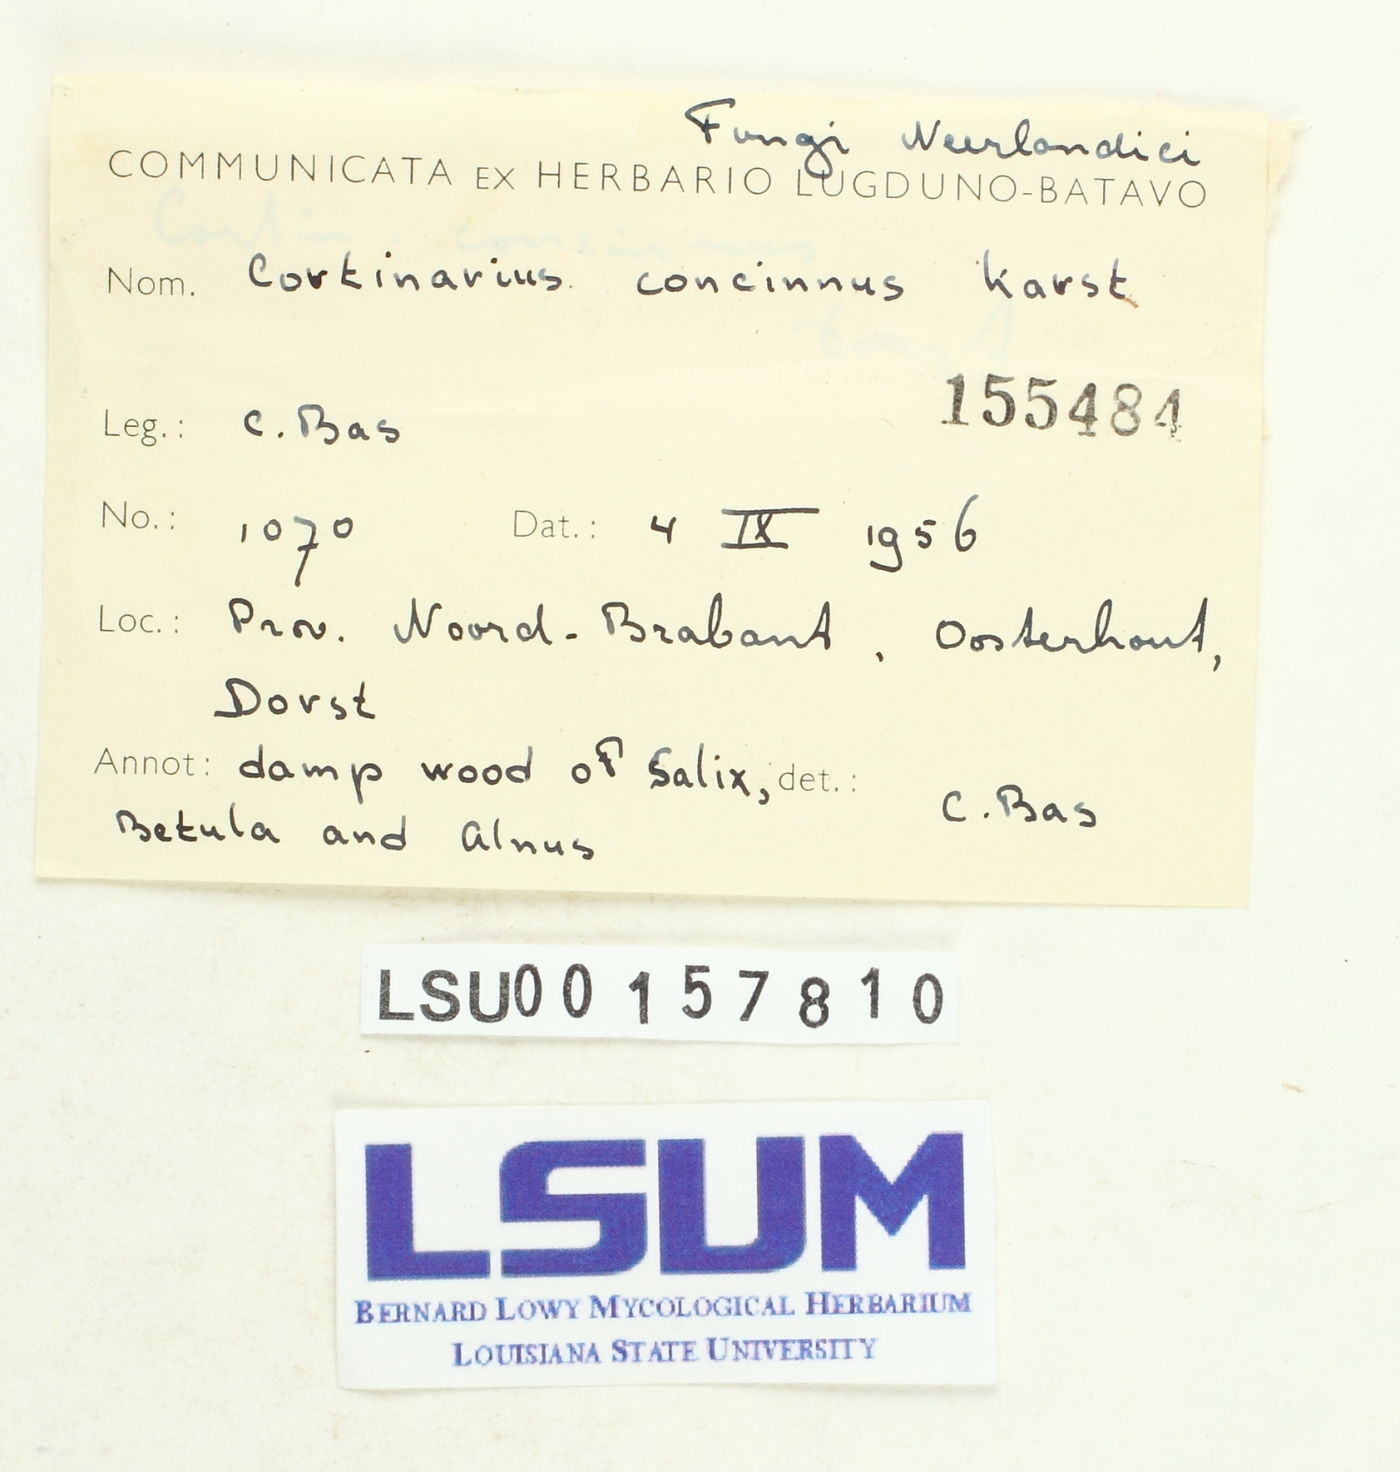 Fungi Neerlandici
COMMUNICATA EX HERBARIO LUGDUNO-BATAVO
Nom. Cortinarius concinnus Karst
155484
Leg.: C. Bas
No.: 1070 Dat.: 4 IX 1956
Loc.: Prov. Noord-Brabant, Oosterhout,
Dorst
Annot: damp wood of Salix, det.: C. Bas
Betula and Alnus
LSU00157810
LSUM
BERNARD LOWY MYCOLOGICAL HERBARIUM
LOUISIANA STATE UNIVERSITY